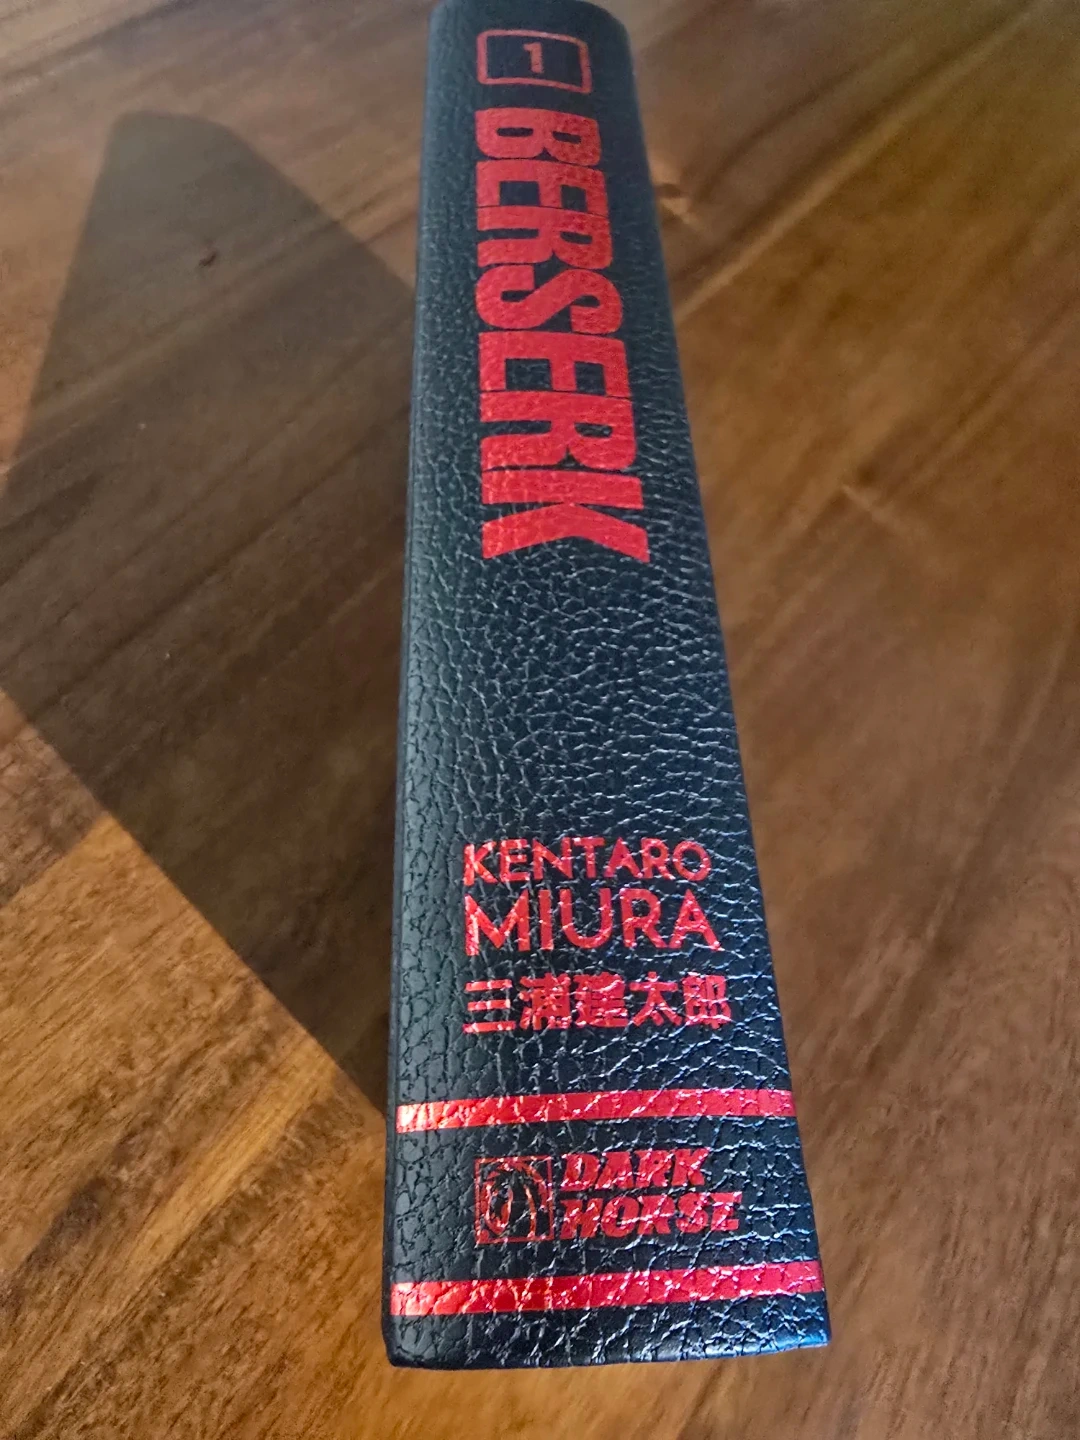 1
BERSERK
KENTARO
MIURA
三浦建太郎
DARK
HORSE